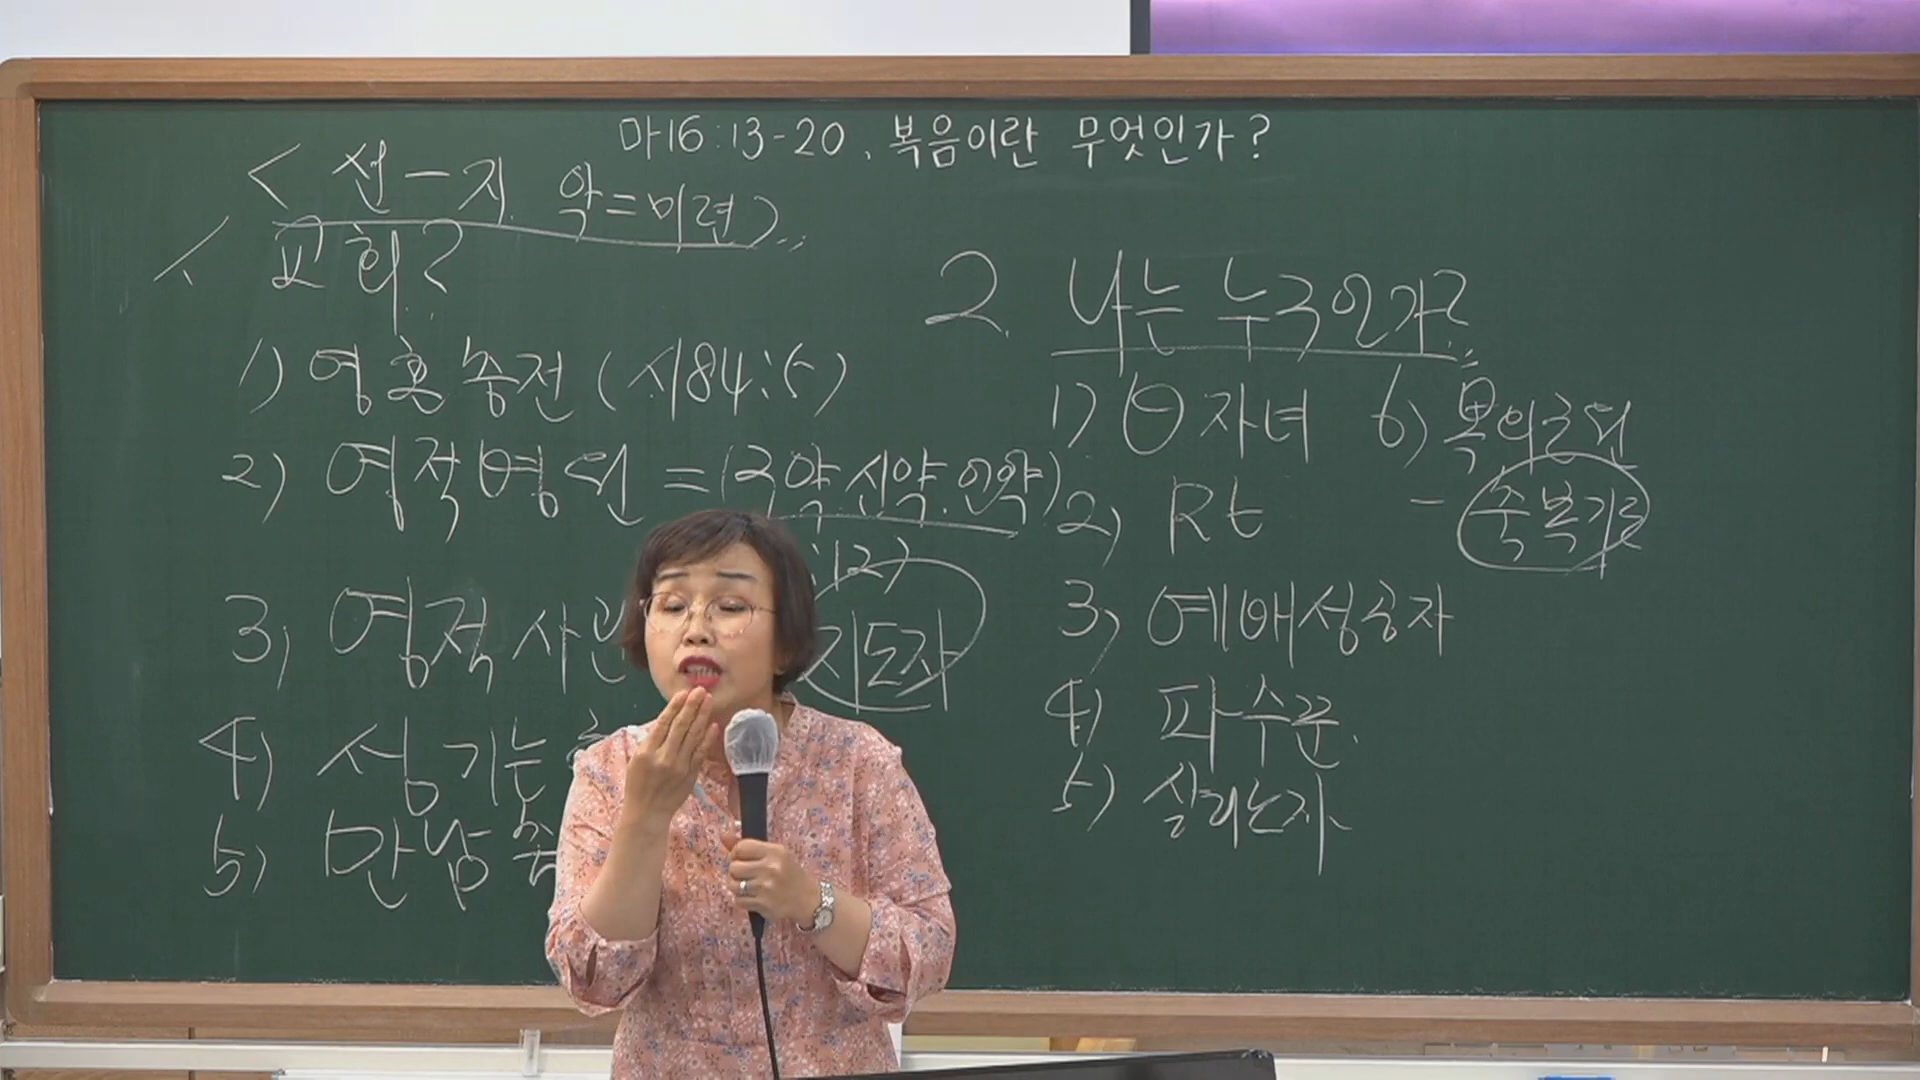 마16:13-20. 복음이란 무엇인가?
< 선-지. 악=미련>..
1. 교회?
1) 영혼충전 (시84:5)
2) 영적병원 = (구약.신약.언약)
:12)
3) 영적사 지도자
4) 섬기는
5) 만남축
2. 나는 누구인가?
1) 자녀
2) Rt
3) 예배성공자
4) 파수꾼.
5) 살리는자
6) 복의근원
- 축복기도